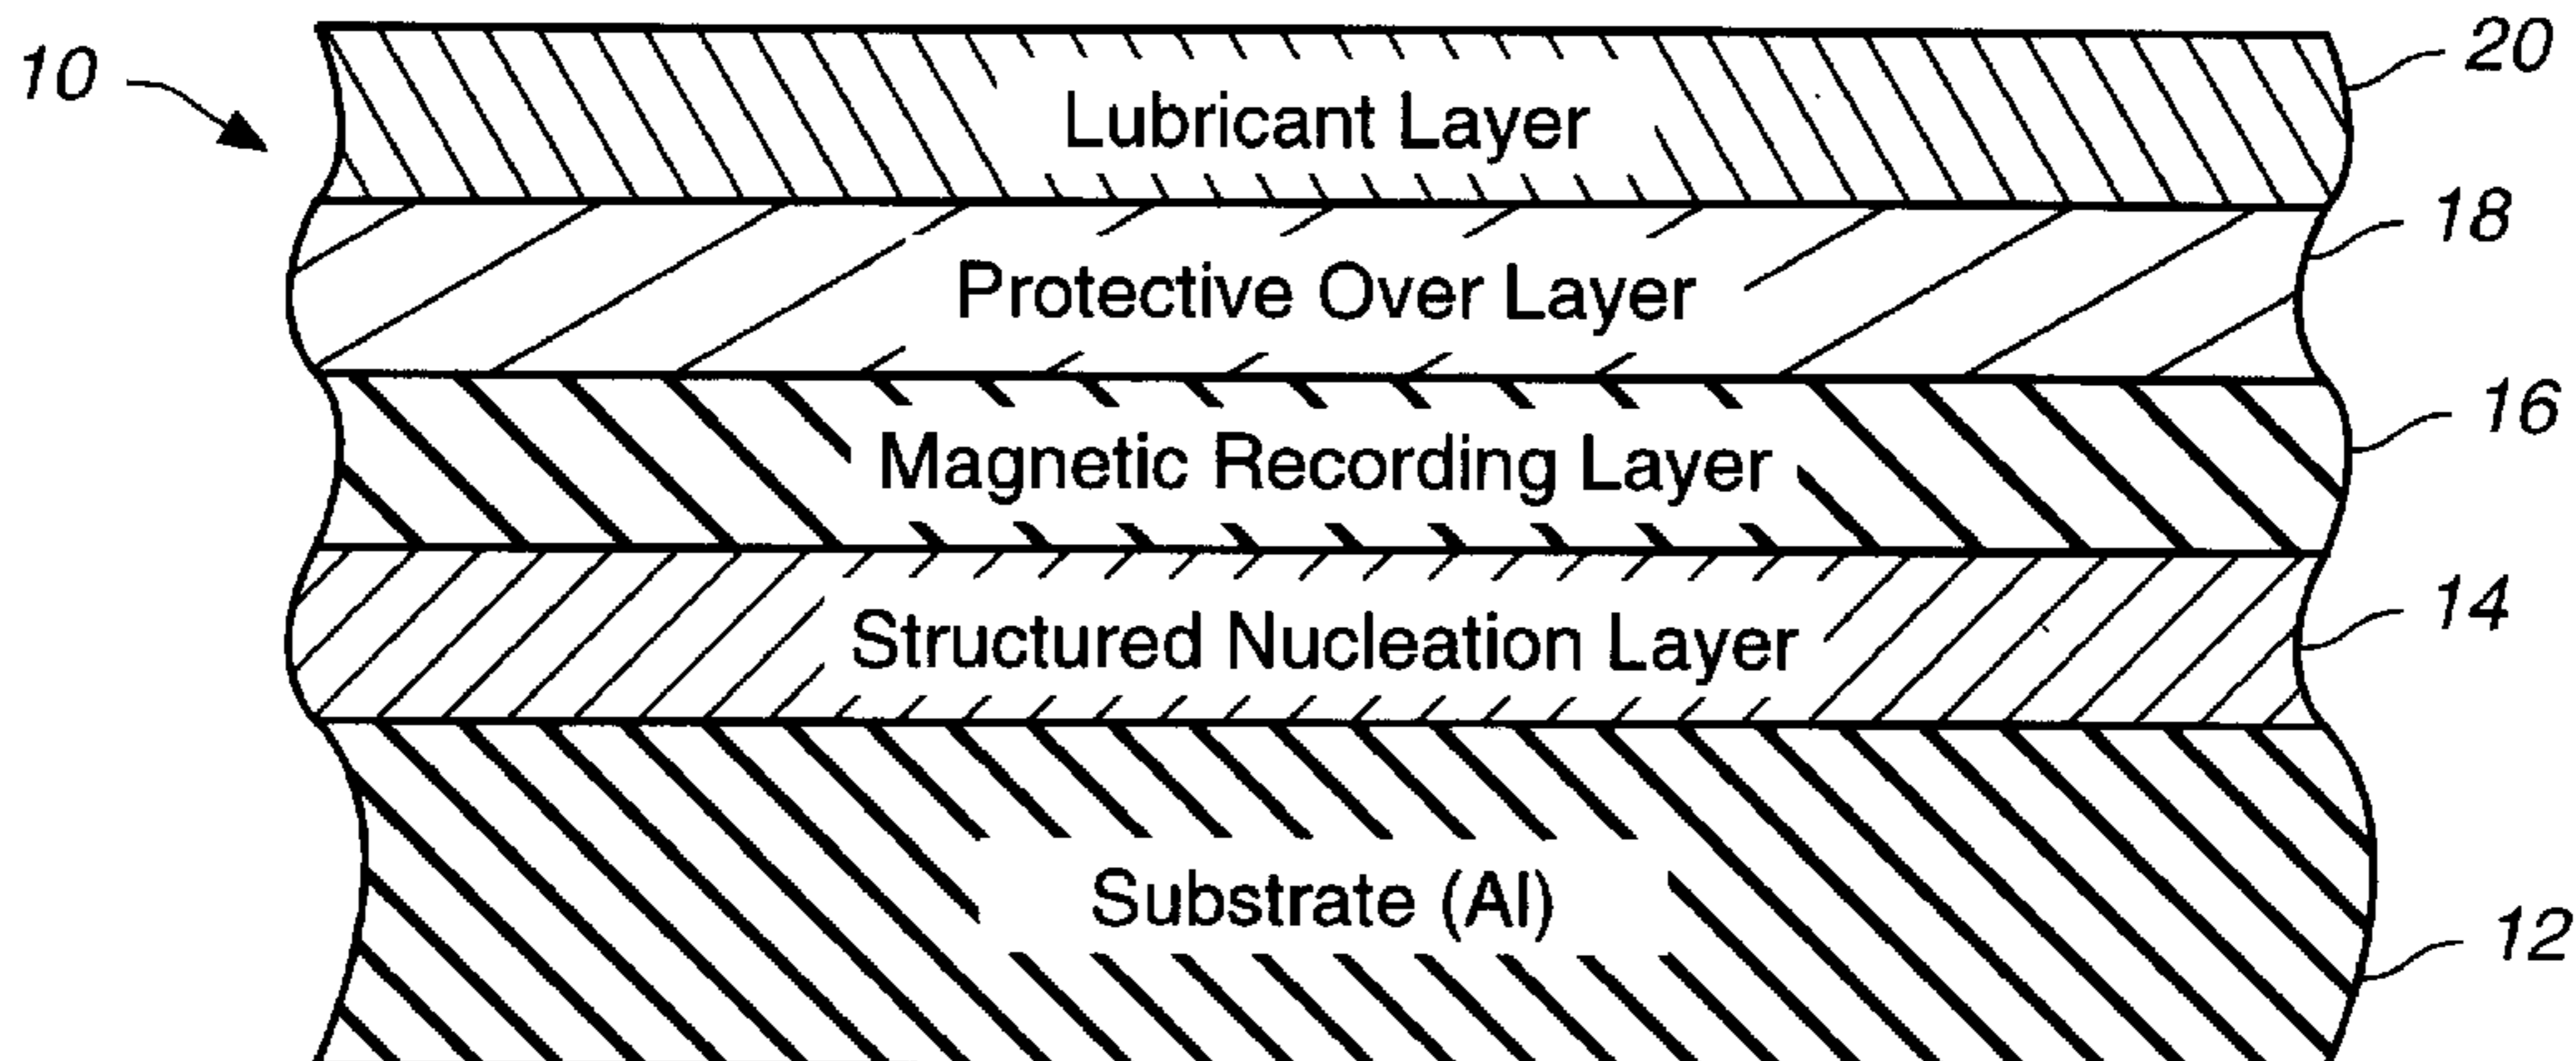 10
Lubricant Layer
20
Protective Over Layer
18
Magnetic Recording Layer
16
Structured Nucleation Layer
14
Substrate (Al)
12